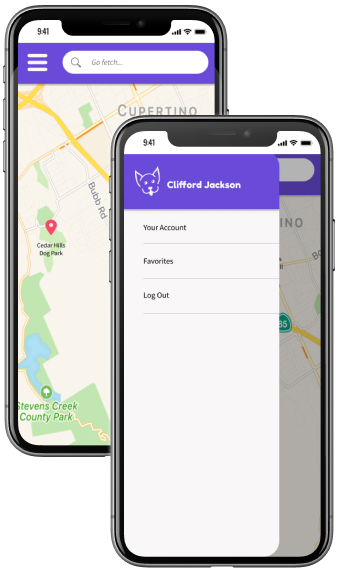 9:41
Go fetch...
CUPERTINO
Bubb Rd
Cedar Hills
Dog Park
Stevens Creek
County Park
9:41
Clifford Jackson
Your Account
Favorites
Log Out
INO
85